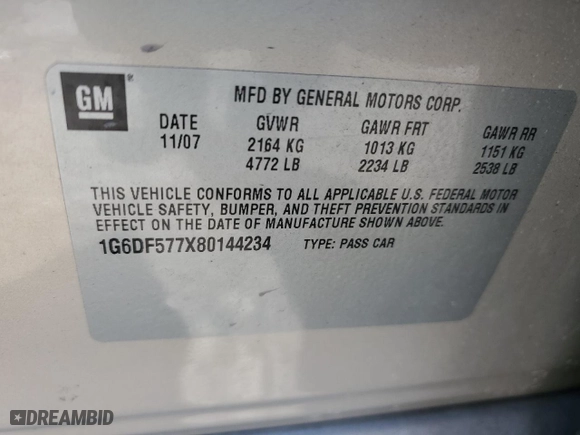 GM
MFD BY GENERAL MOTORS CORP.
DATE GVWR GAWR FRT GAWR RR
11/07 2164 KG 1013 KG 1151 KG
4772 LB 2234 LB 2538 LB
THIS VEHICLE CONFORMS TO ALL APPLICABLE U.S. FEDERAL MOTOR
VEHICLE SAFETY, BUMPER, AND THEFT PREVENTION STANDARDS IN
EFFECT ON THE DATE OF MANUFACTURE SHOWN ABOVE.
1G6DF577X80144234 TYPE: PASS CAR
DREAMBID